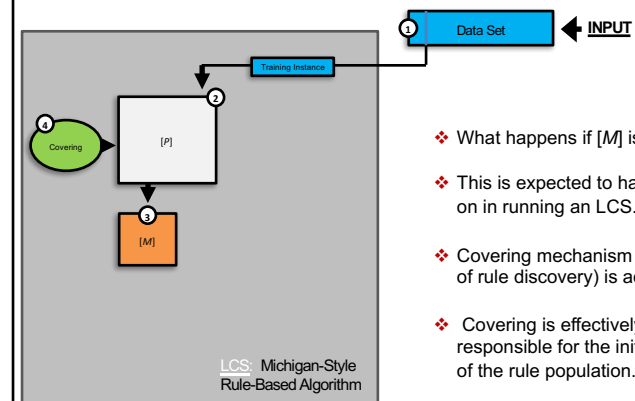 1
Data Set
INPUT
Training Instance
2
4
Covering
[P]
3
[M]
❖ What happens if [M] is
❖ This is expected to ha
on in running an LCS.
❖ Covering mechanism
of rule discovery) is a
❖ Covering is effectively
responsible for the ini
of the rule population.
LCS: Michigan-Style
Rule-Based Algorithm